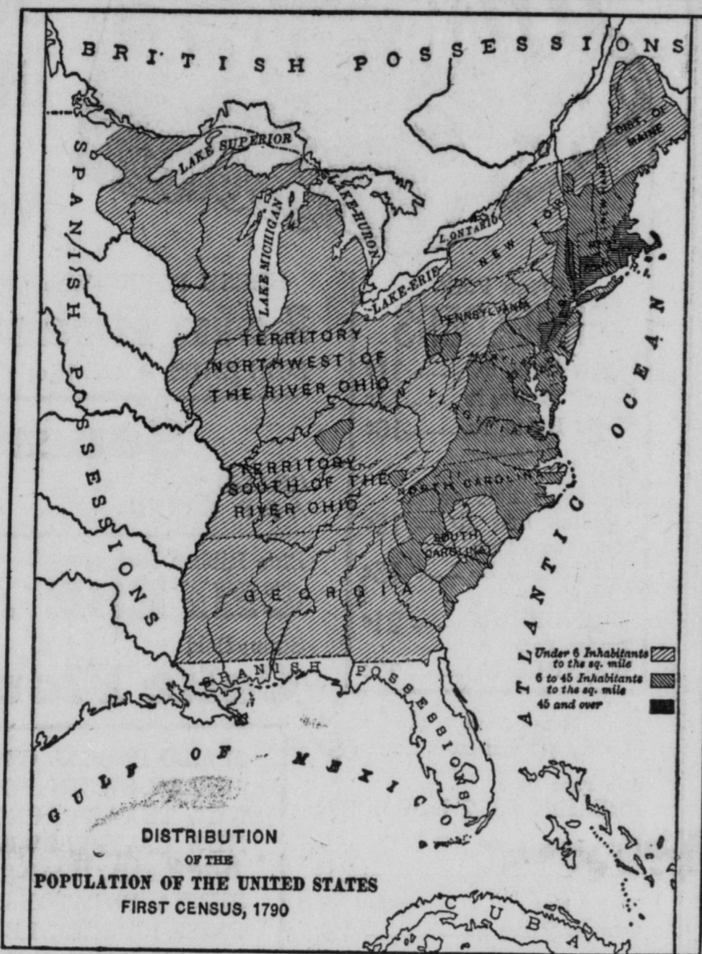 BRITISH POSSESSIONS
SPANISH POSSESSIONS
LAKE SUPERIOR
LAKE MICHIGAN
LAKE-HURON
L. ONTARIO
LAKE-ERIE
DIST. OF
MAINE
NEW YORK
R. I.
PENNSYLVANIA
MARYLAND
VIRGINIA
TERRITORY
NORTHWEST OF
THE RIVER OHIO
TERRITORY
SOUTH OF THE
RIVER OHIO
NORTH CAROLINA
SOUTH
CAROLINA
GEORGIA
SPANISH POSSESSIONS
ATLANTIC OCEAN
GULF OF MEXICO
Under 6 Inhabitants
to the sq. mile
6 to 45 Inhabitants
to the sq. mile
45 and over
DISTRIBUTION
OF THE
POPULATION OF THE UNITED STATES
FIRST CENSUS, 1790
CUBA